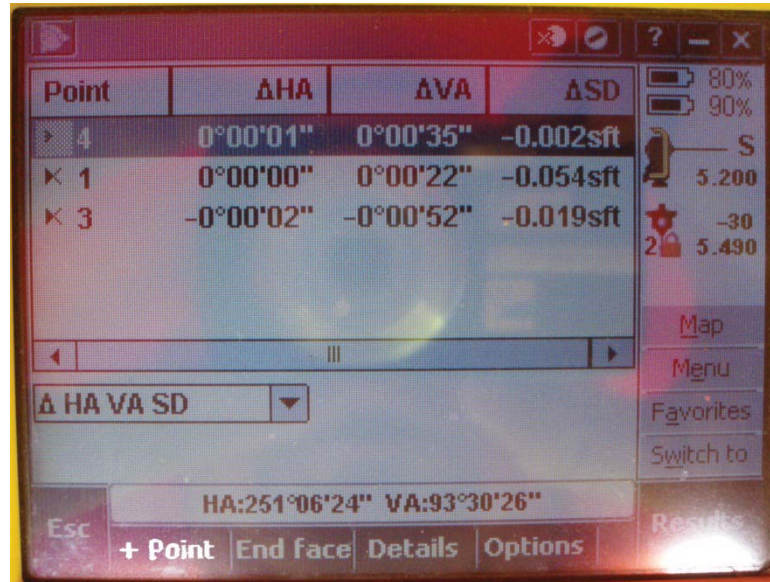 ? — X
Point ΔHA ΔVA ΔSD
4 0°00'01" 0°00'35" -0.002sft
1 0°00'00" 0°00'22" -0.054sft
3 -0°00'02" -0°00'52" -0.019sft
80%
90%
S
5.200
-30
2 5.490
Map
Menu
Favorites
Switch to
Δ HA VA SD
HA:251°06'24" VA:93°30'26"
Esc + Point End face Details Options Results